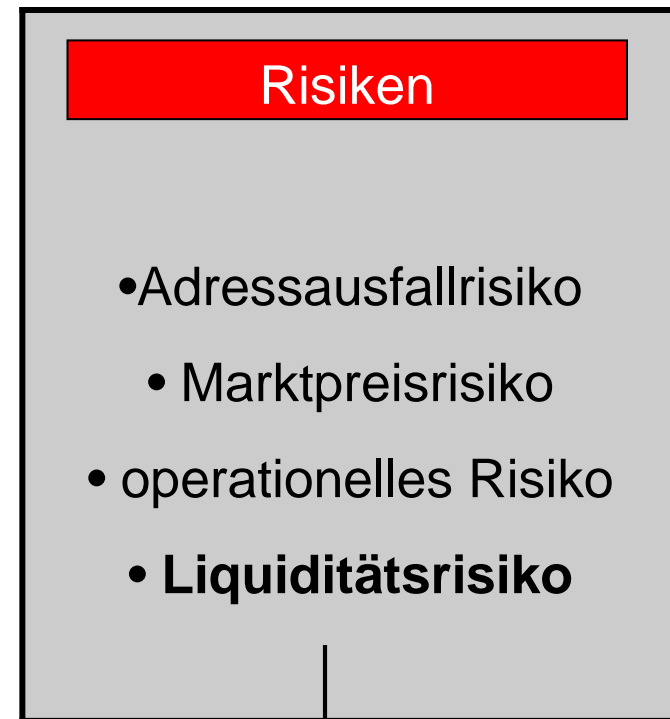 Risiken
•Adressausfallrisiko
• Marktpreisrisiko
• operationelles Risiko
• Liquiditätsrisiko